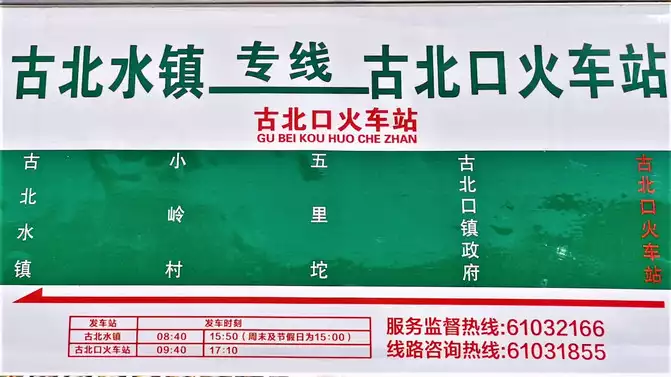 古北水镇 专线 古北口火车站
古北口火车站
GU BEI KOU HUO CHE ZHAN
古北水镇
小岭村
五里坨
古北口镇政府
古北口火车站
发车站 发车时刻
古北水镇 08:40 15:50(周末及节假日为15:00)
古北口火车站 09:40 17:10
服务监督热线:61032166
线路咨询热线:61031855